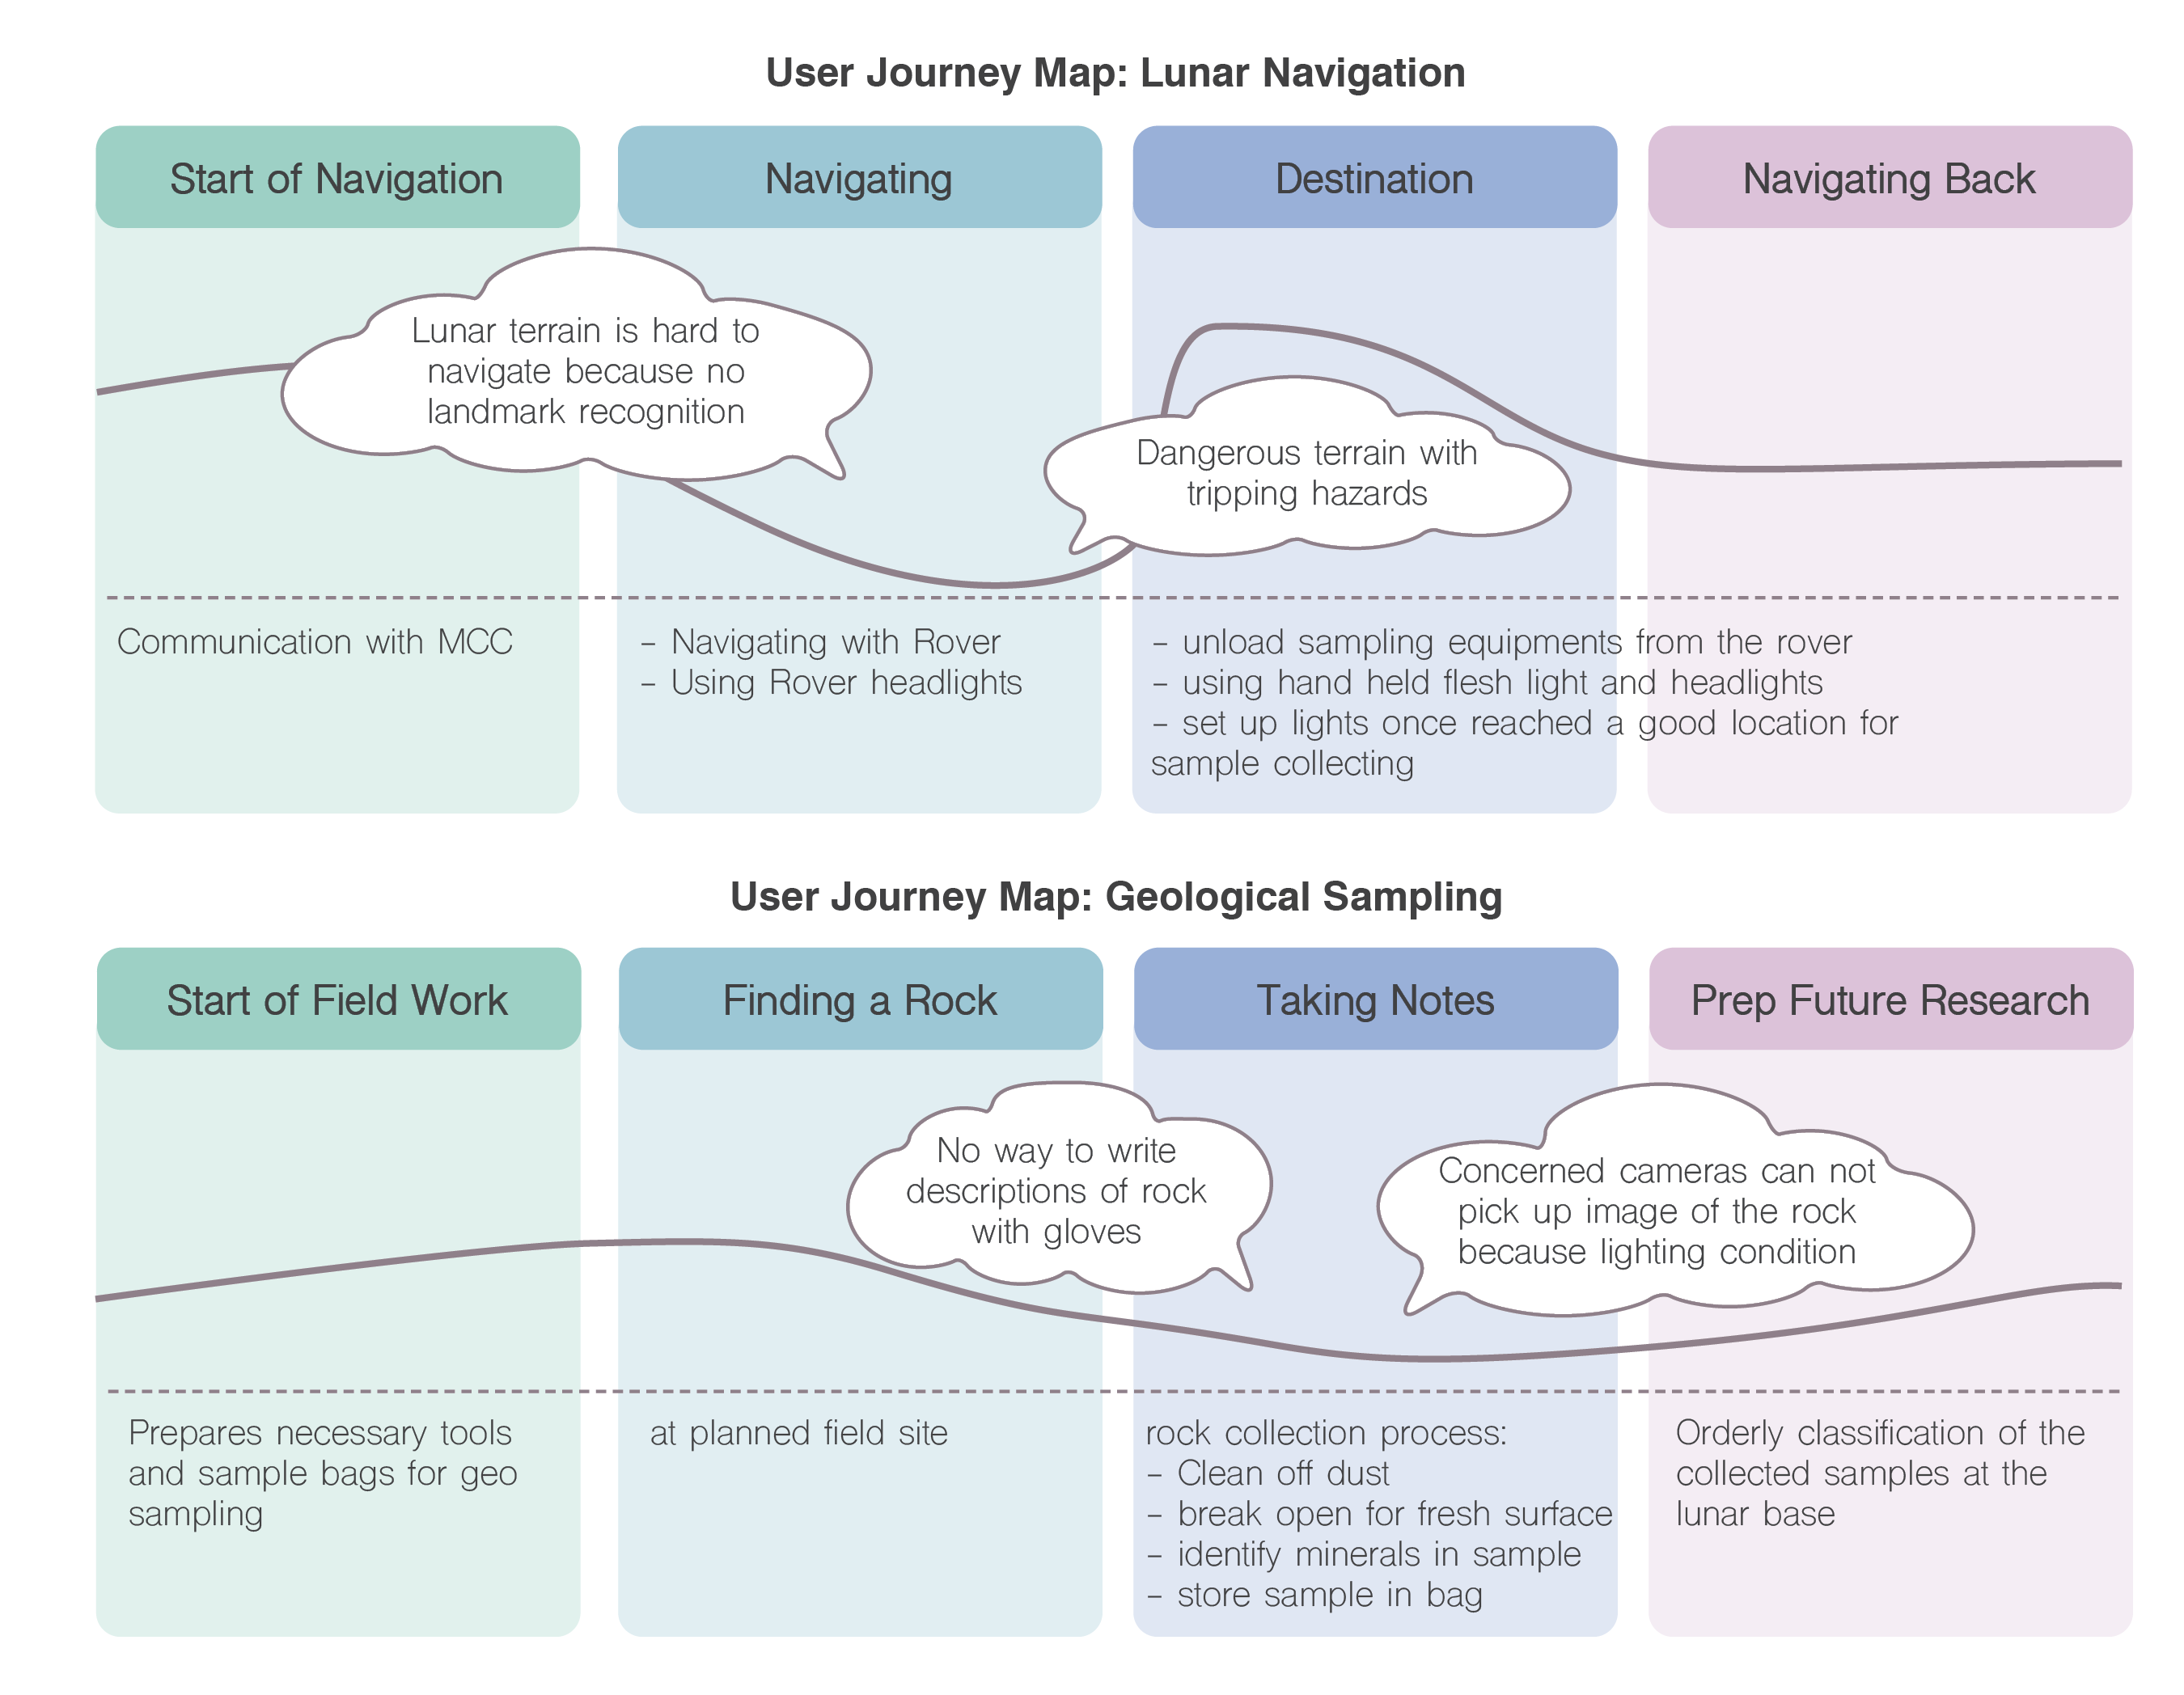 User Journey Map: Lunar Navigation
Start of Navigation
Navigating
Destination
Navigating Back
Lunar terrain is hard to
navigate because no
landmark recognition
Dangerous terrain with
tripping hazards
Communication with MCC
– Navigating with Rover
– Using Rover headlights
– unload sampling equipments from the rover
– using hand held flesh light and headlights
– set up lights once reached a good location for
sample collecting
User Journey Map: Geological Sampling
Start of Field Work
Finding a Rock
Taking Notes
Prep Future Research
No way to write
descriptions of rock
with gloves
Concerned cameras can not
pick up image of the rock
because lighting condition
Prepares necessary tools
and sample bags for geo
sampling
at planned field site
rock collection process:
– Clean off dust
– break open for fresh surface
– identify minerals in sample
– store sample in bag
Orderly classification of the
collected samples at the
lunar base